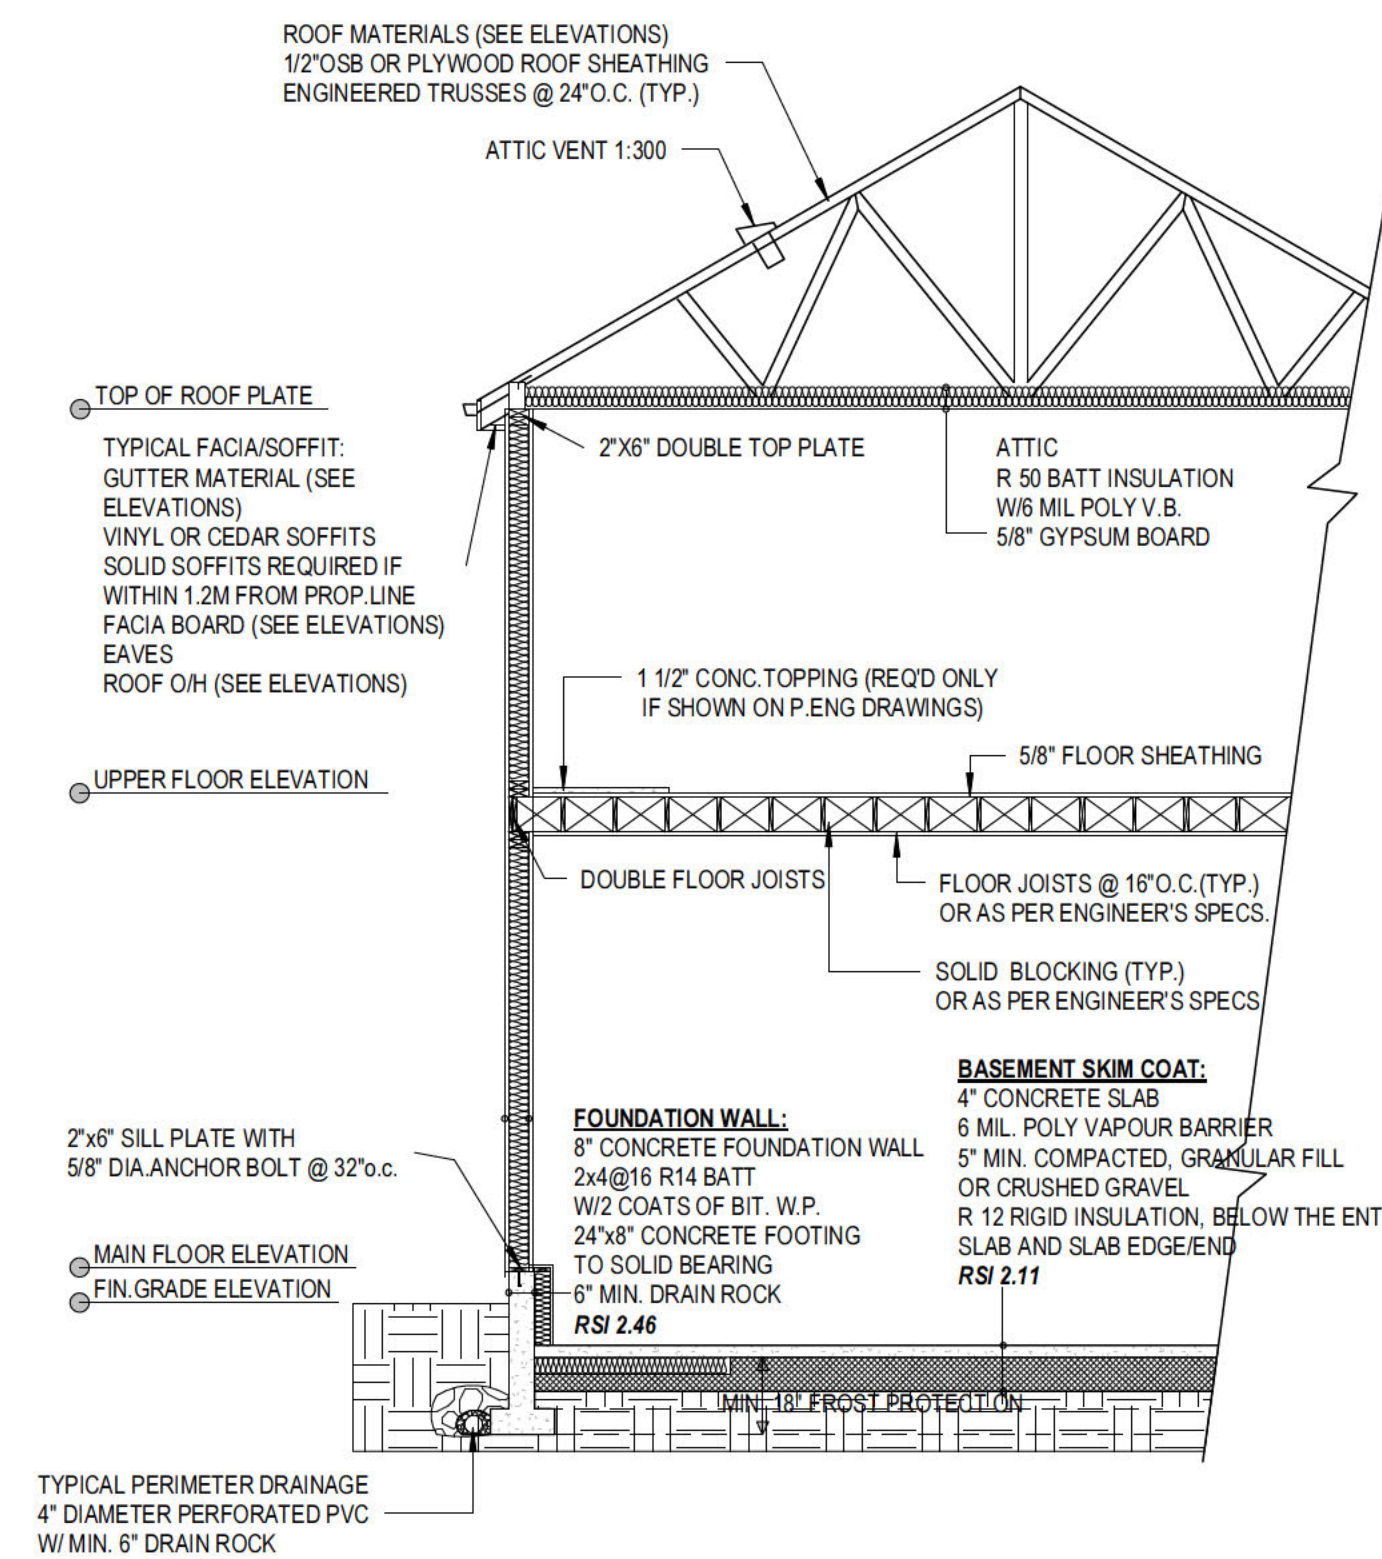 ROOF MATERIALS (SEE ELEVATIONS)
1/2"OSB OR PLYWOOD ROOF SHEATHING
ENGINEERED TRUSSES @ 24"O.C. (TYP.)
ATTIC VENT 1:300
TOP OF ROOF PLATE
TYPICAL FACIA/SOFFIT:
GUTTER MATERIAL (SEE
ELEVATIONS)
VINYL OR CEDAR SOFFITS
SOLID SOFFITS REQUIRED IF
WITHIN 1.2M FROM PROP.LINE
FACIA BOARD (SEE ELEVATIONS)
EAVES
ROOF O/H (SEE ELEVATIONS)
2"X6" DOUBLE TOP PLATE
ATTIC
R 50 BATT INSULATION
W/6 MIL POLY V.B.
5/8" GYPSUM BOARD
1 1/2" CONC.TOPPING (REQ'D ONLY
IF SHOWN ON P.ENG DRAWINGS)
5/8" FLOOR SHEATHING
UPPER FLOOR ELEVATION
DOUBLE FLOOR JOISTS
FLOOR JOISTS @ 16"O.C.(TYP.)
OR AS PER ENGINEER'S SPECS.
SOLID BLOCKING (TYP.)
OR AS PER ENGINEER'S SPECS
2"x6" SILL PLATE WITH
5/8" DIA.ANCHOR BOLT @ 32"o.c.
FOUNDATION WALL:
8" CONCRETE FOUNDATION WALL
2x4@16 R14 BATT
W/2 COATS OF BIT. W.P.
24"x8" CONCRETE FOOTING
TO SOLID BEARING
6" MIN. DRAIN ROCK
RSI 2.46
BASEMENT SKIM COAT:
4" CONCRETE SLAB
6 MIL. POLY VAPOUR BARRIER
5" MIN. COMPACTED, GRANULAR FILL
OR CRUSHED GRAVEL
R 12 RIGID INSULATION, BELOW THE ENT
SLAB AND SLAB EDGE/END
RSI 2.11
MAIN FLOOR ELEVATION
FIN.GRADE ELEVATION
MIN 18" FROST PROTECTION
TYPICAL PERIMETER DRAINAGE
4" DIAMETER PERFORATED PVC
W/ MIN. 6" DRAIN ROCK